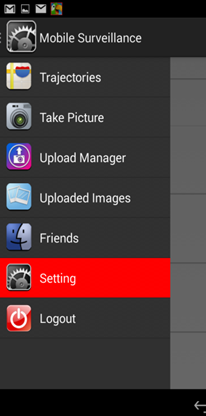 Mobile Surveillance
Trajectories
Take Picture
Upload Manager
Uploaded Images
Friends
Setting
Logout